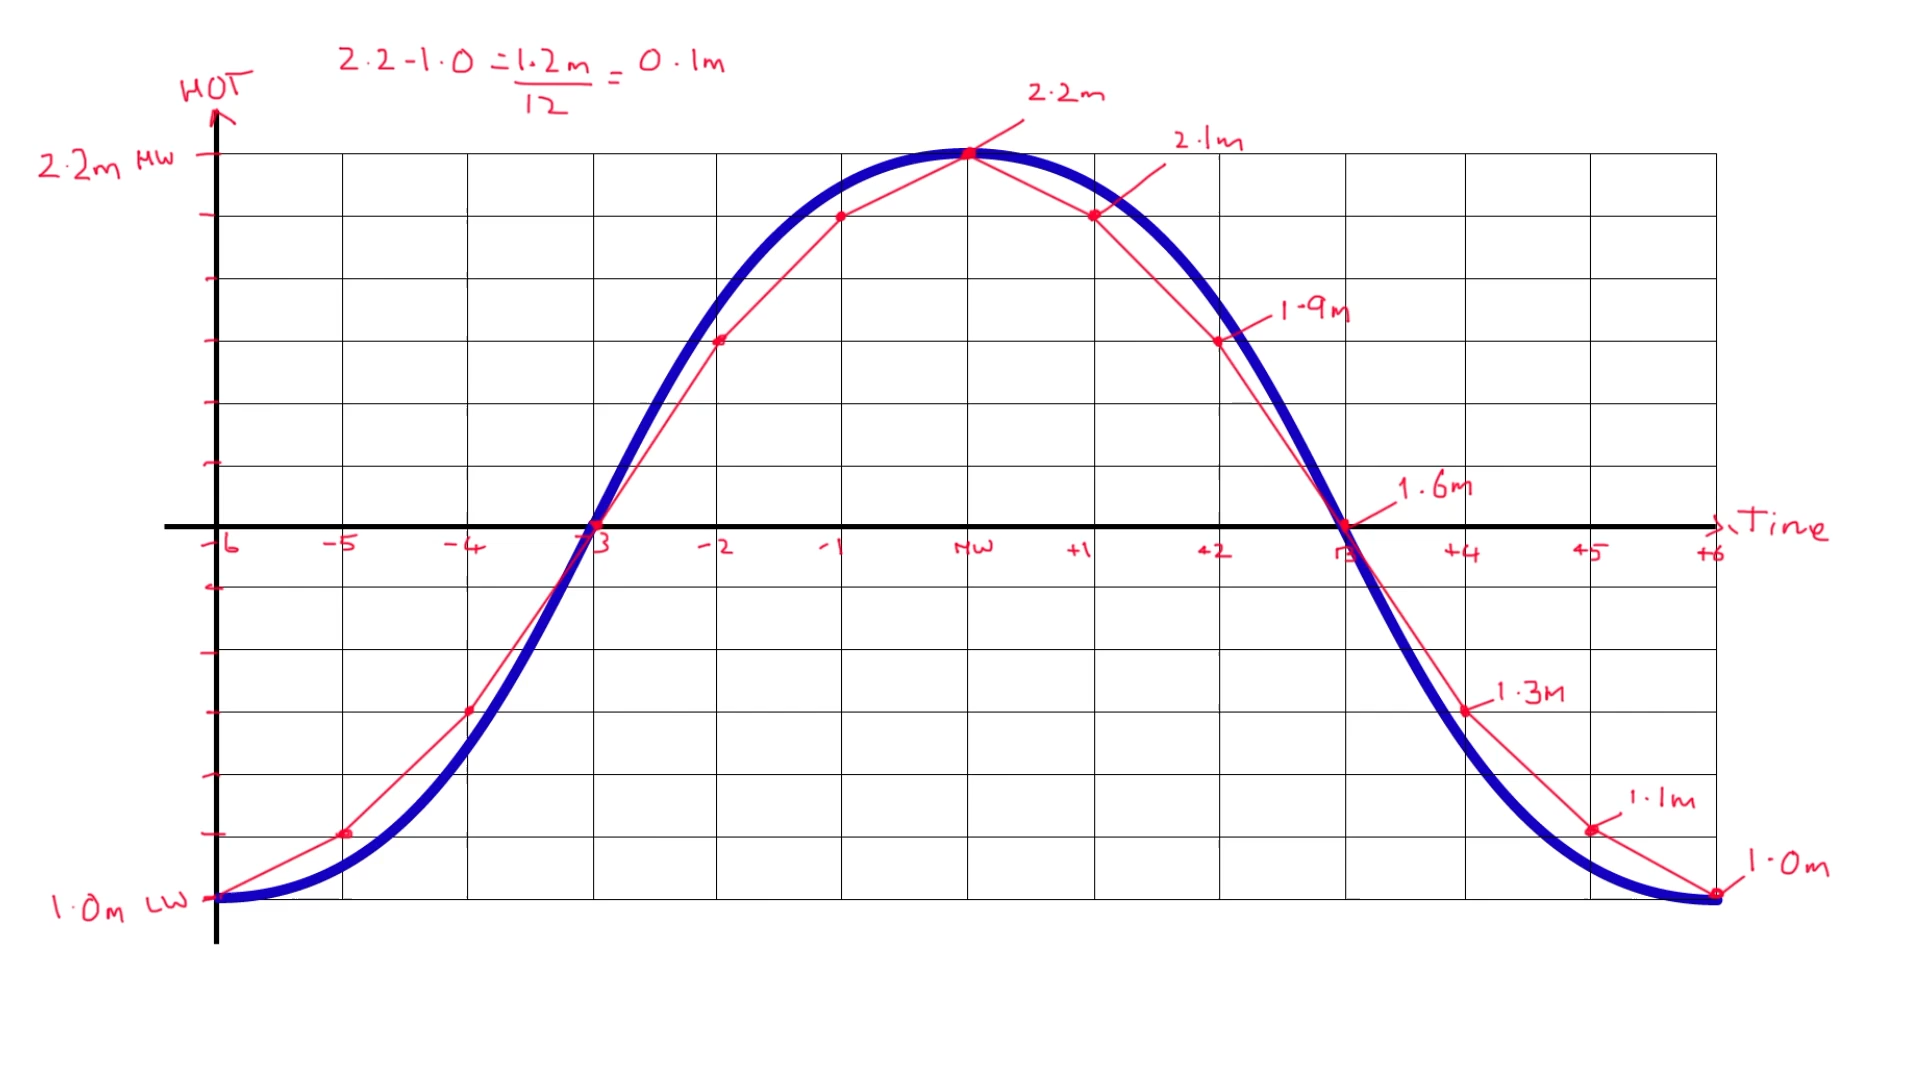 2.2-1.0 = 1.2m = 0.1m
12
HOT
2.2m
2.1m
2.2m HW
1.9m
1.6m
Time
-6 -5 -4 -3 -2 -1 HW +1 +2 +3 +4 +5 +6
1.3m
1.1m
1.0m
1.0m LW